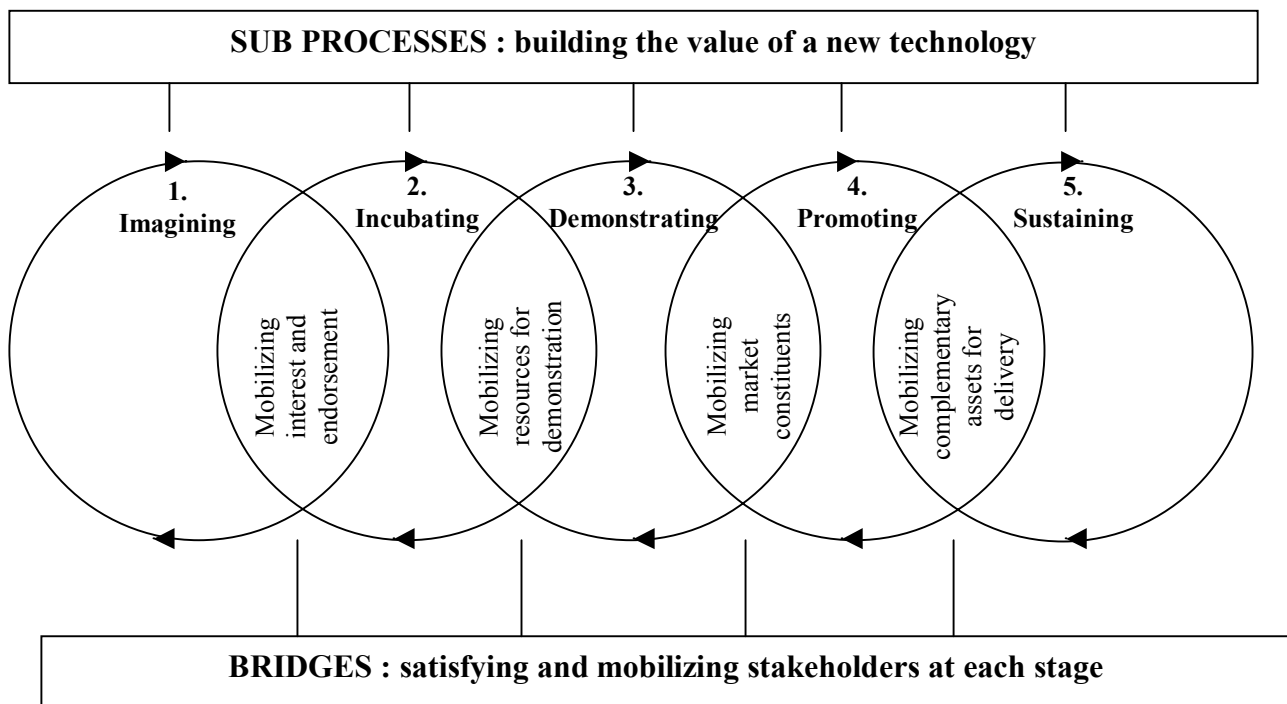 SUB PROCESSES : building the value of a new technology
1.
Imagining
2.
Incubating
3.
Demonstrating
4.
Promoting
5.
Sustaining
Mobilizing
interest and
endorsement
Mobilizing
resources for
demonstration
Mobilizing
market
constituents
Mobilizing
complementary
assets for
delivery
BRIDGES : satisfying and mobilizing stakeholders at each stage